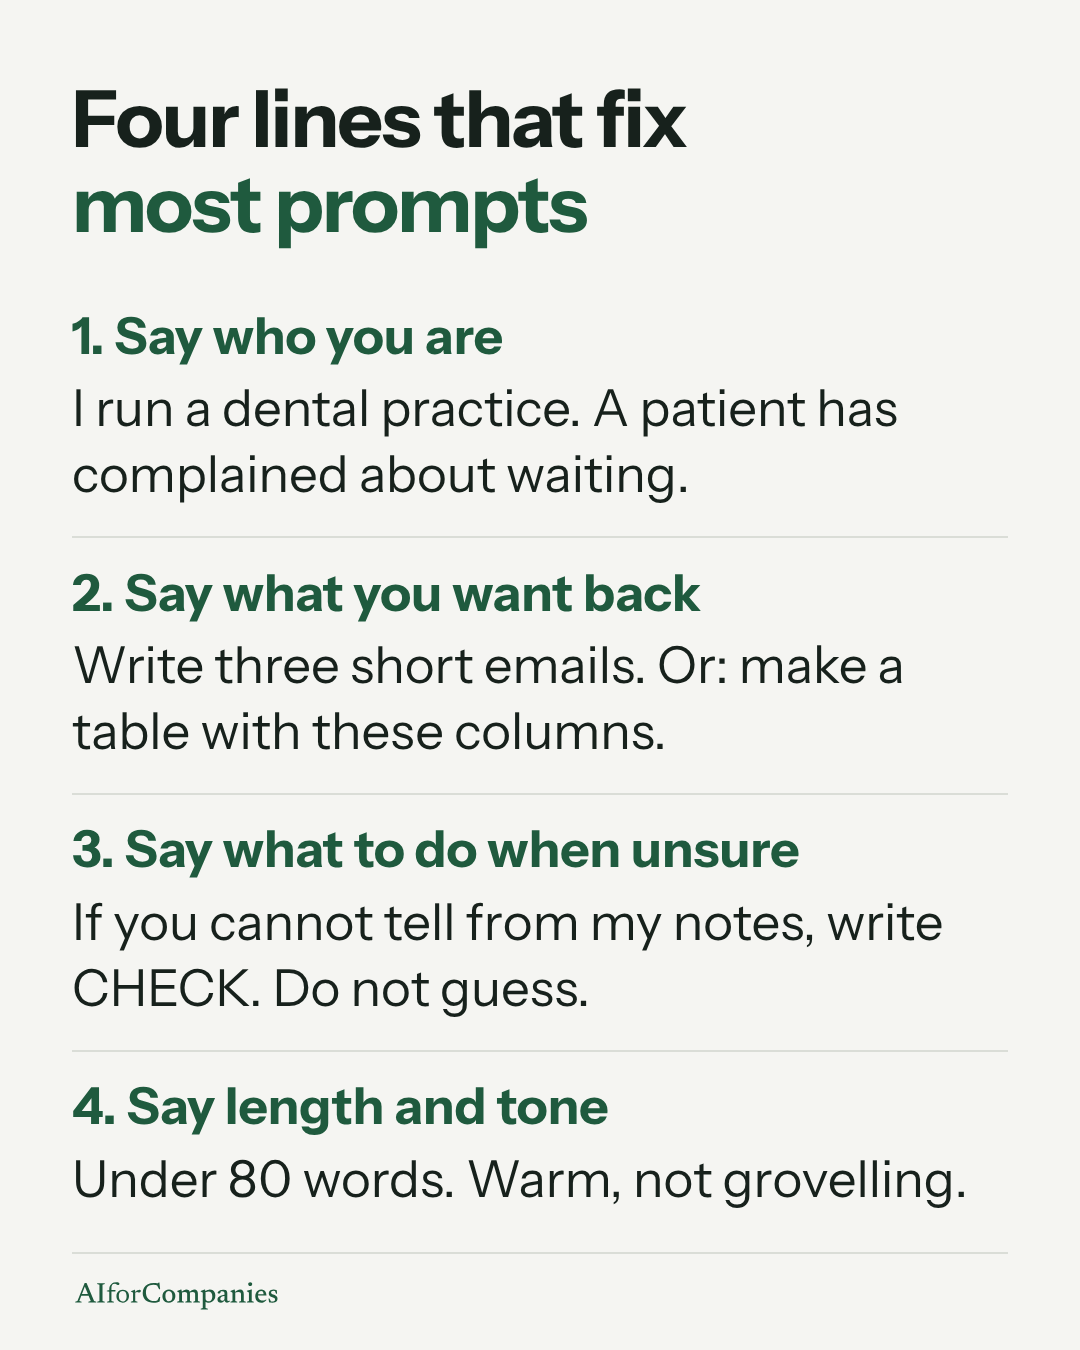 Four lines that fix
most prompts
1. Say who you are
I run a dental practice. A patient has
complained about waiting.
2. Say what you want back
Write three short emails. Or: make a
table with these columns.
3. Say what to do when unsure
If you cannot tell from my notes, write
CHECK. Do not guess.
4. Say length and tone
Under 80 words. Warm, not grovelling.
AIforCompanies